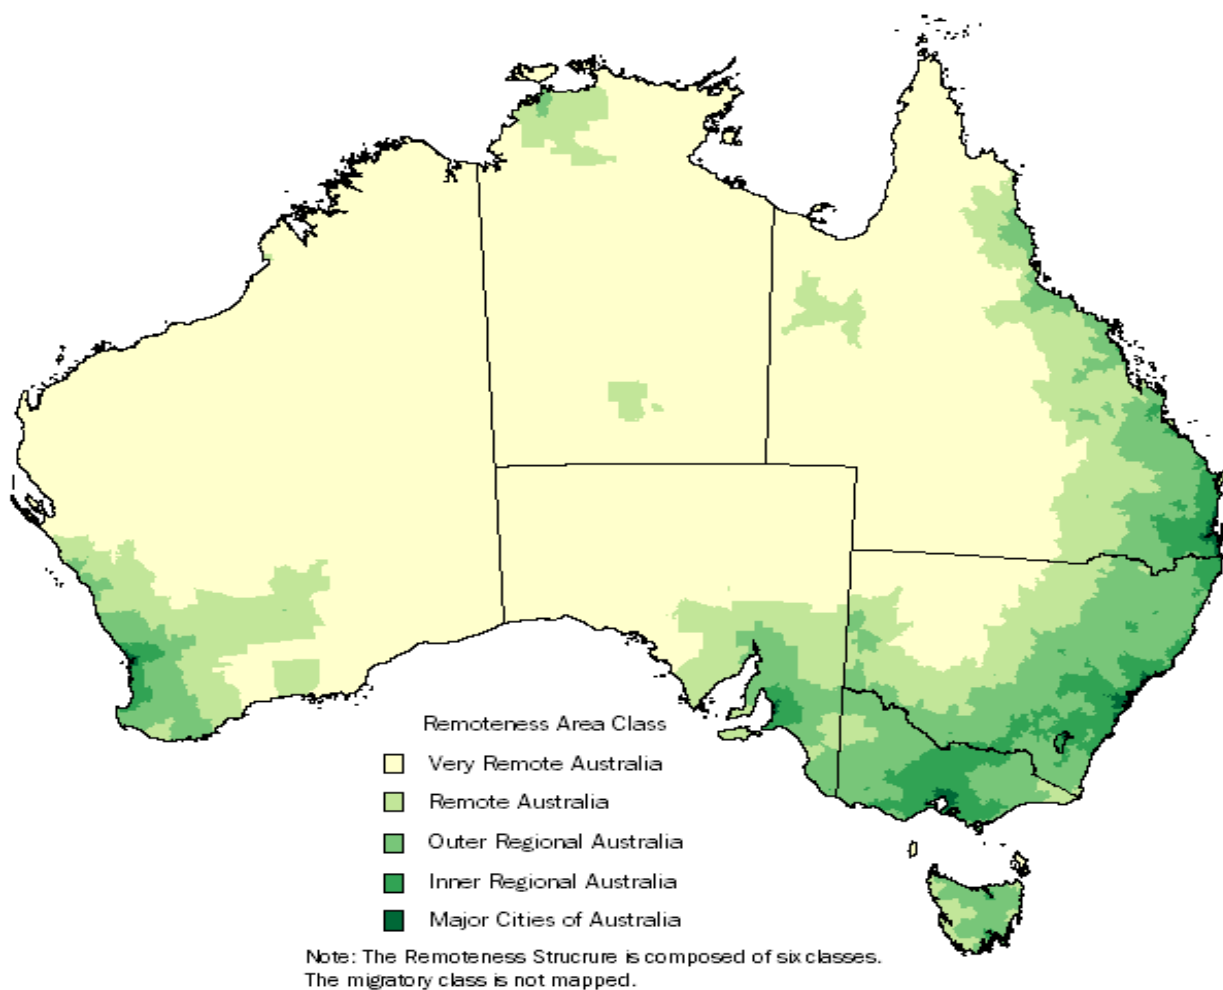 Remoteness Area Class
Very Remote Australia
Remote Australia
Outer Regional Australia
Inner Regional Australia
Major Cities of Australia
Note: The Remoteness Strucrure is composed of six classes.
The migratory class is not mapped.